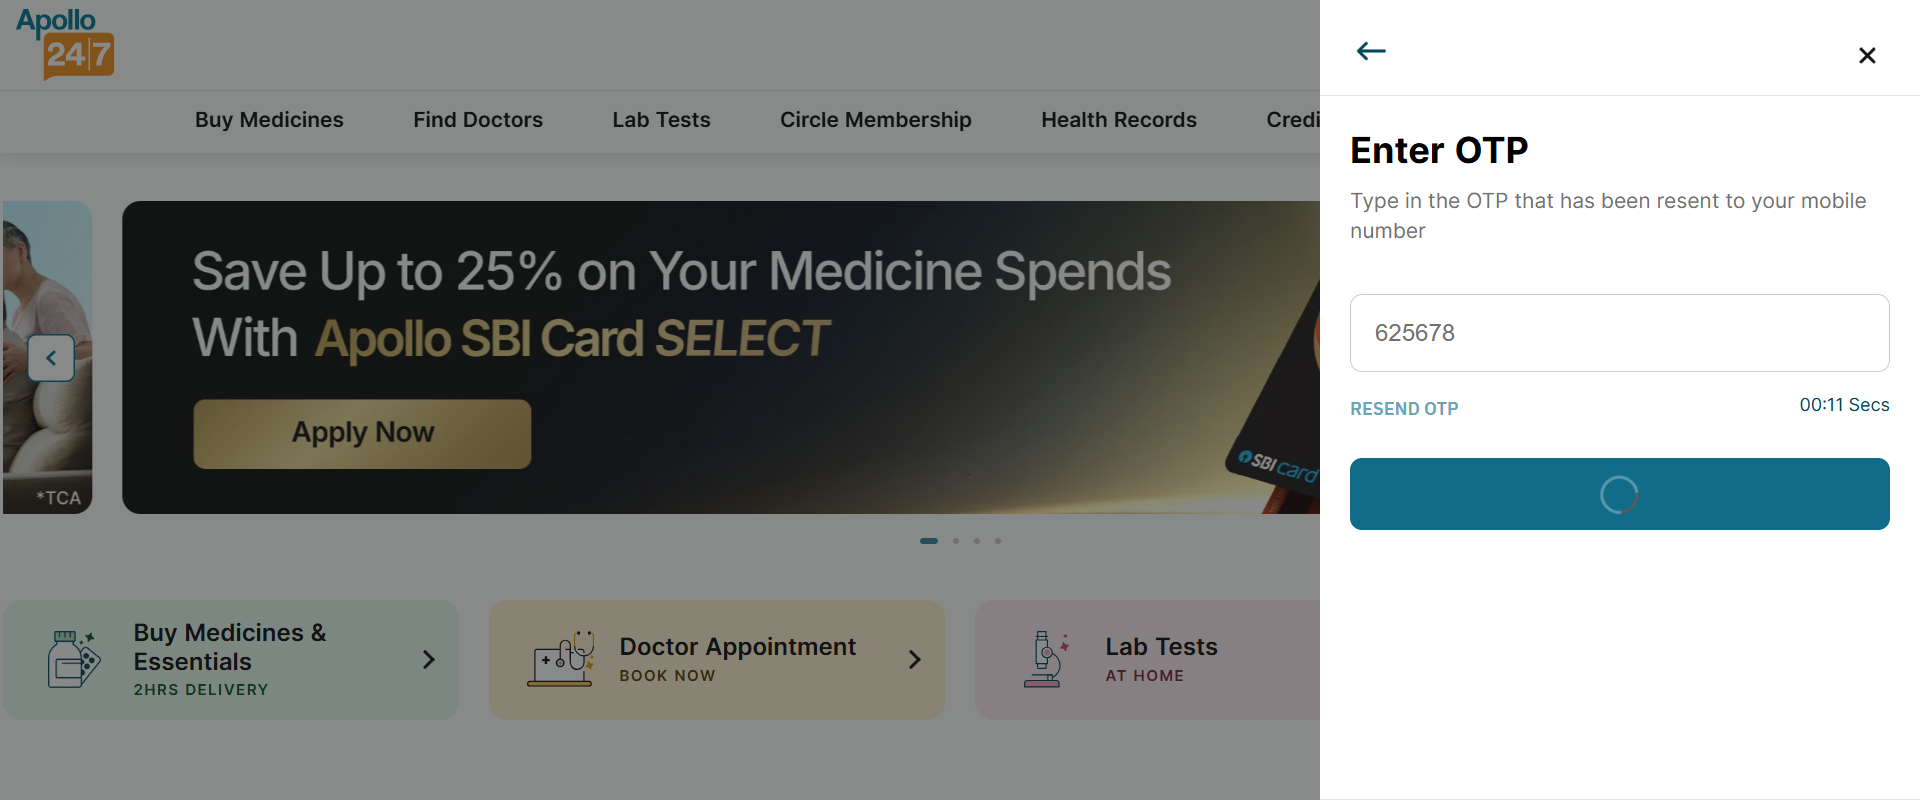 Apollo
24|7
Buy Medicines
Find Doctors
Lab Tests
Circle Membership
Health Records
Credi
*TCA
Save Up to 25% on Your Medicine Spends
With Apollo SBI Card SELECT
Apply Now
SBI card
Buy Medicines &
Essentials
2HRS DELIVERY
Doctor Appointment
BOOK NOW
Lab Tests
AT HOME
Enter OTP
Type in the OTP that has been resent to your mobile
number
625678
RESEND OTP
00:11 Secs